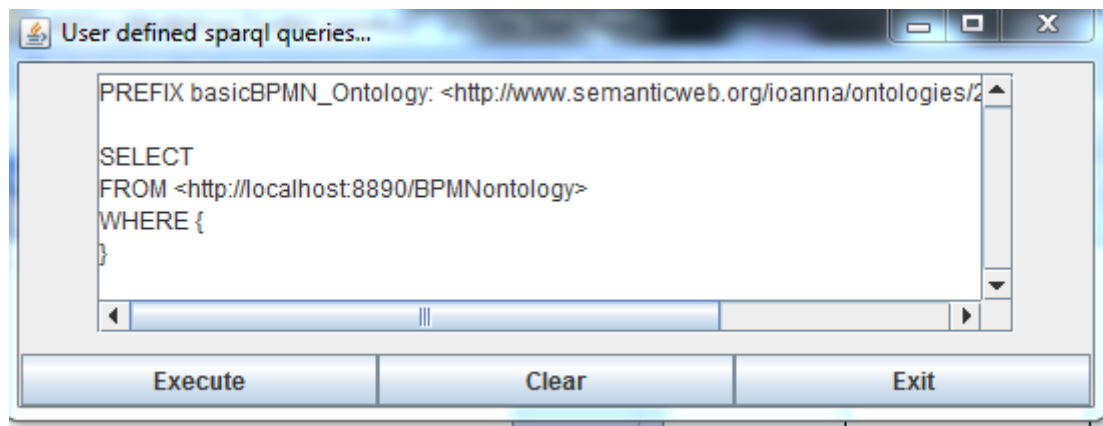 User defined sparql queries...
PREFIX basicBPMN_Ontology: <http://www.semanticweb.org/ioanna/ontologies/2
SELECT
FROM <http://localhost:8890/BPMNontology>
WHERE {
}
Execute
Clear
Exit